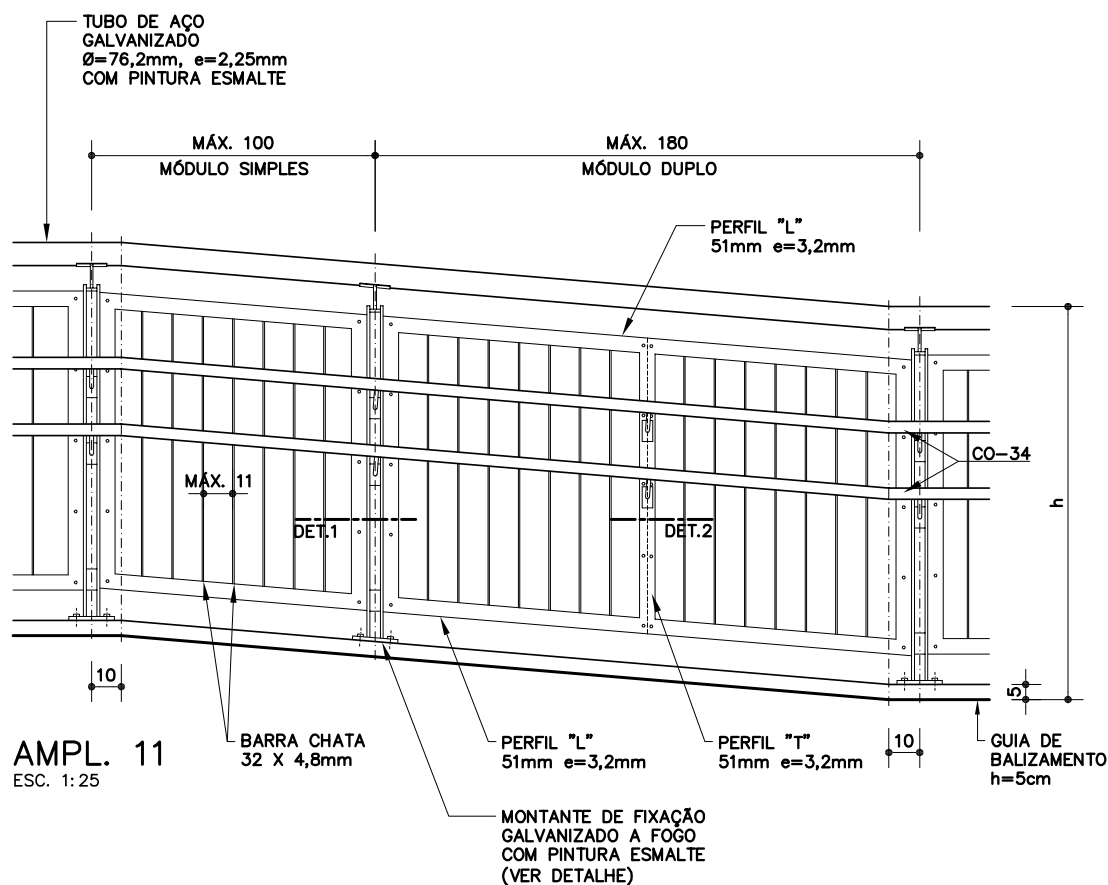 TUBO DE AÇO
GALVANIZADO
Ø=76,2mm, e=2,25mm
COM PINTURA ESMALTE
MÁX. 100
MÓDULO SIMPLES
MÁX. 180
MÓDULO DUPLO
PERFIL "L"
51mm e=3,2mm
CO-34
MÁX. 11
h
DET.1
DET.2
10
5
10
AMPL. 11
ESC. 1:25
BARRA CHATA
32 X 4,8mm
PERFIL "L"
51mm e=3,2mm
PERFIL "T"
51mm e=3,2mm
GUIA DE
BALIZAMENTO
h=5cm
MONTANTE DE FIXAÇÃO
GALVANIZADO A FOGO
COM PINTURA ESMALTE
(VER DETALHE)